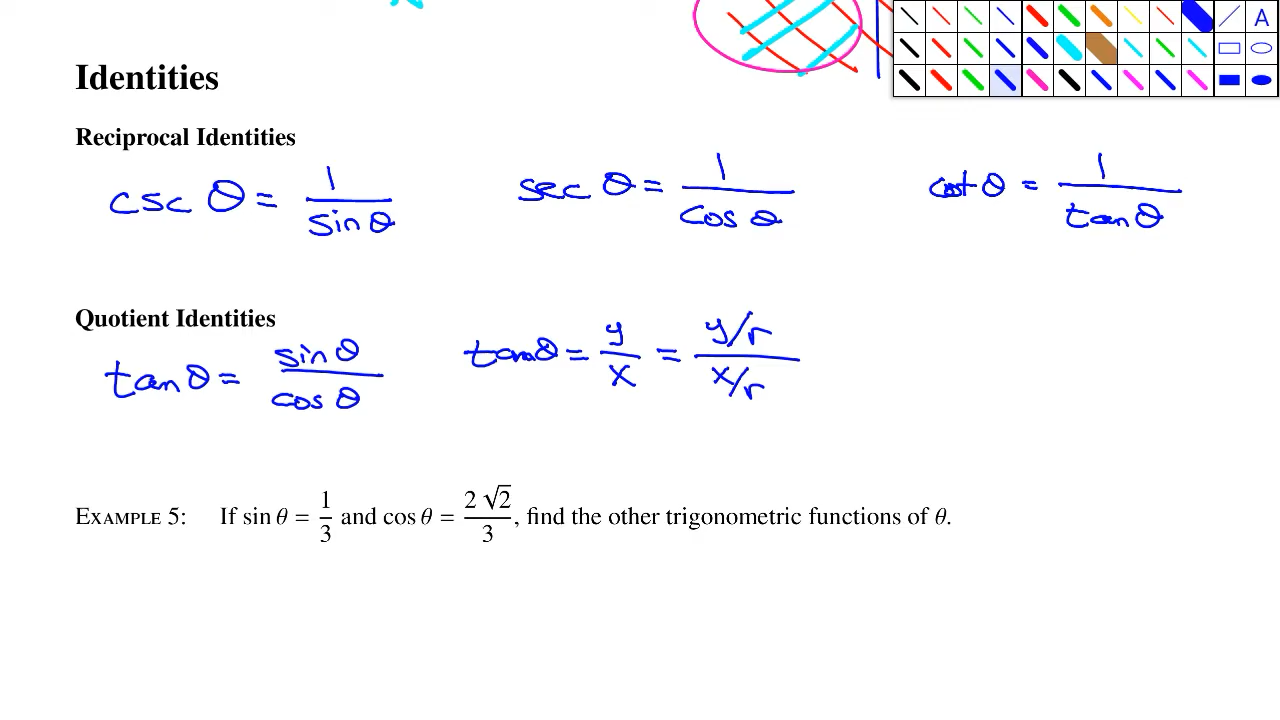 Identities
Reciprocal Identities
csc θ = 1/sin θ sec θ = 1/cos θ cot θ = 1/tan θ
Quotient Identities
tan θ = sin θ/cos θ tan θ = y/x = (y/r)/(x/r)
EXAMPLE 5: If sin θ = 1/3 and cos θ = 2√2/3, find the other trigonometric functions of θ.
A